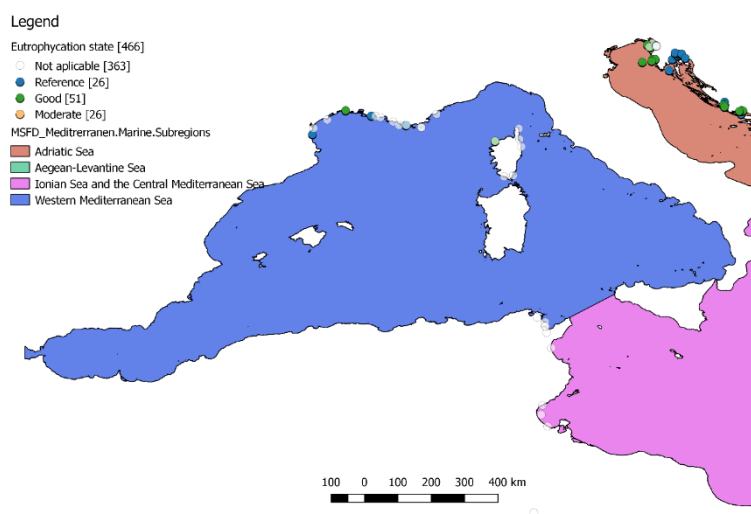 Legend
Eutrophycation state [466]
Not aplicable [363]
Reference [26]
Good [51]
Moderate [26]
MSFD_Meditrerranen.Marine.Subregions
Adriatic Sea
Aegean-Levantine Sea
Ionian Sea and the Central Mediterranean Sea
Western Mediterranean Sea
100 0 100 200 300 400 km